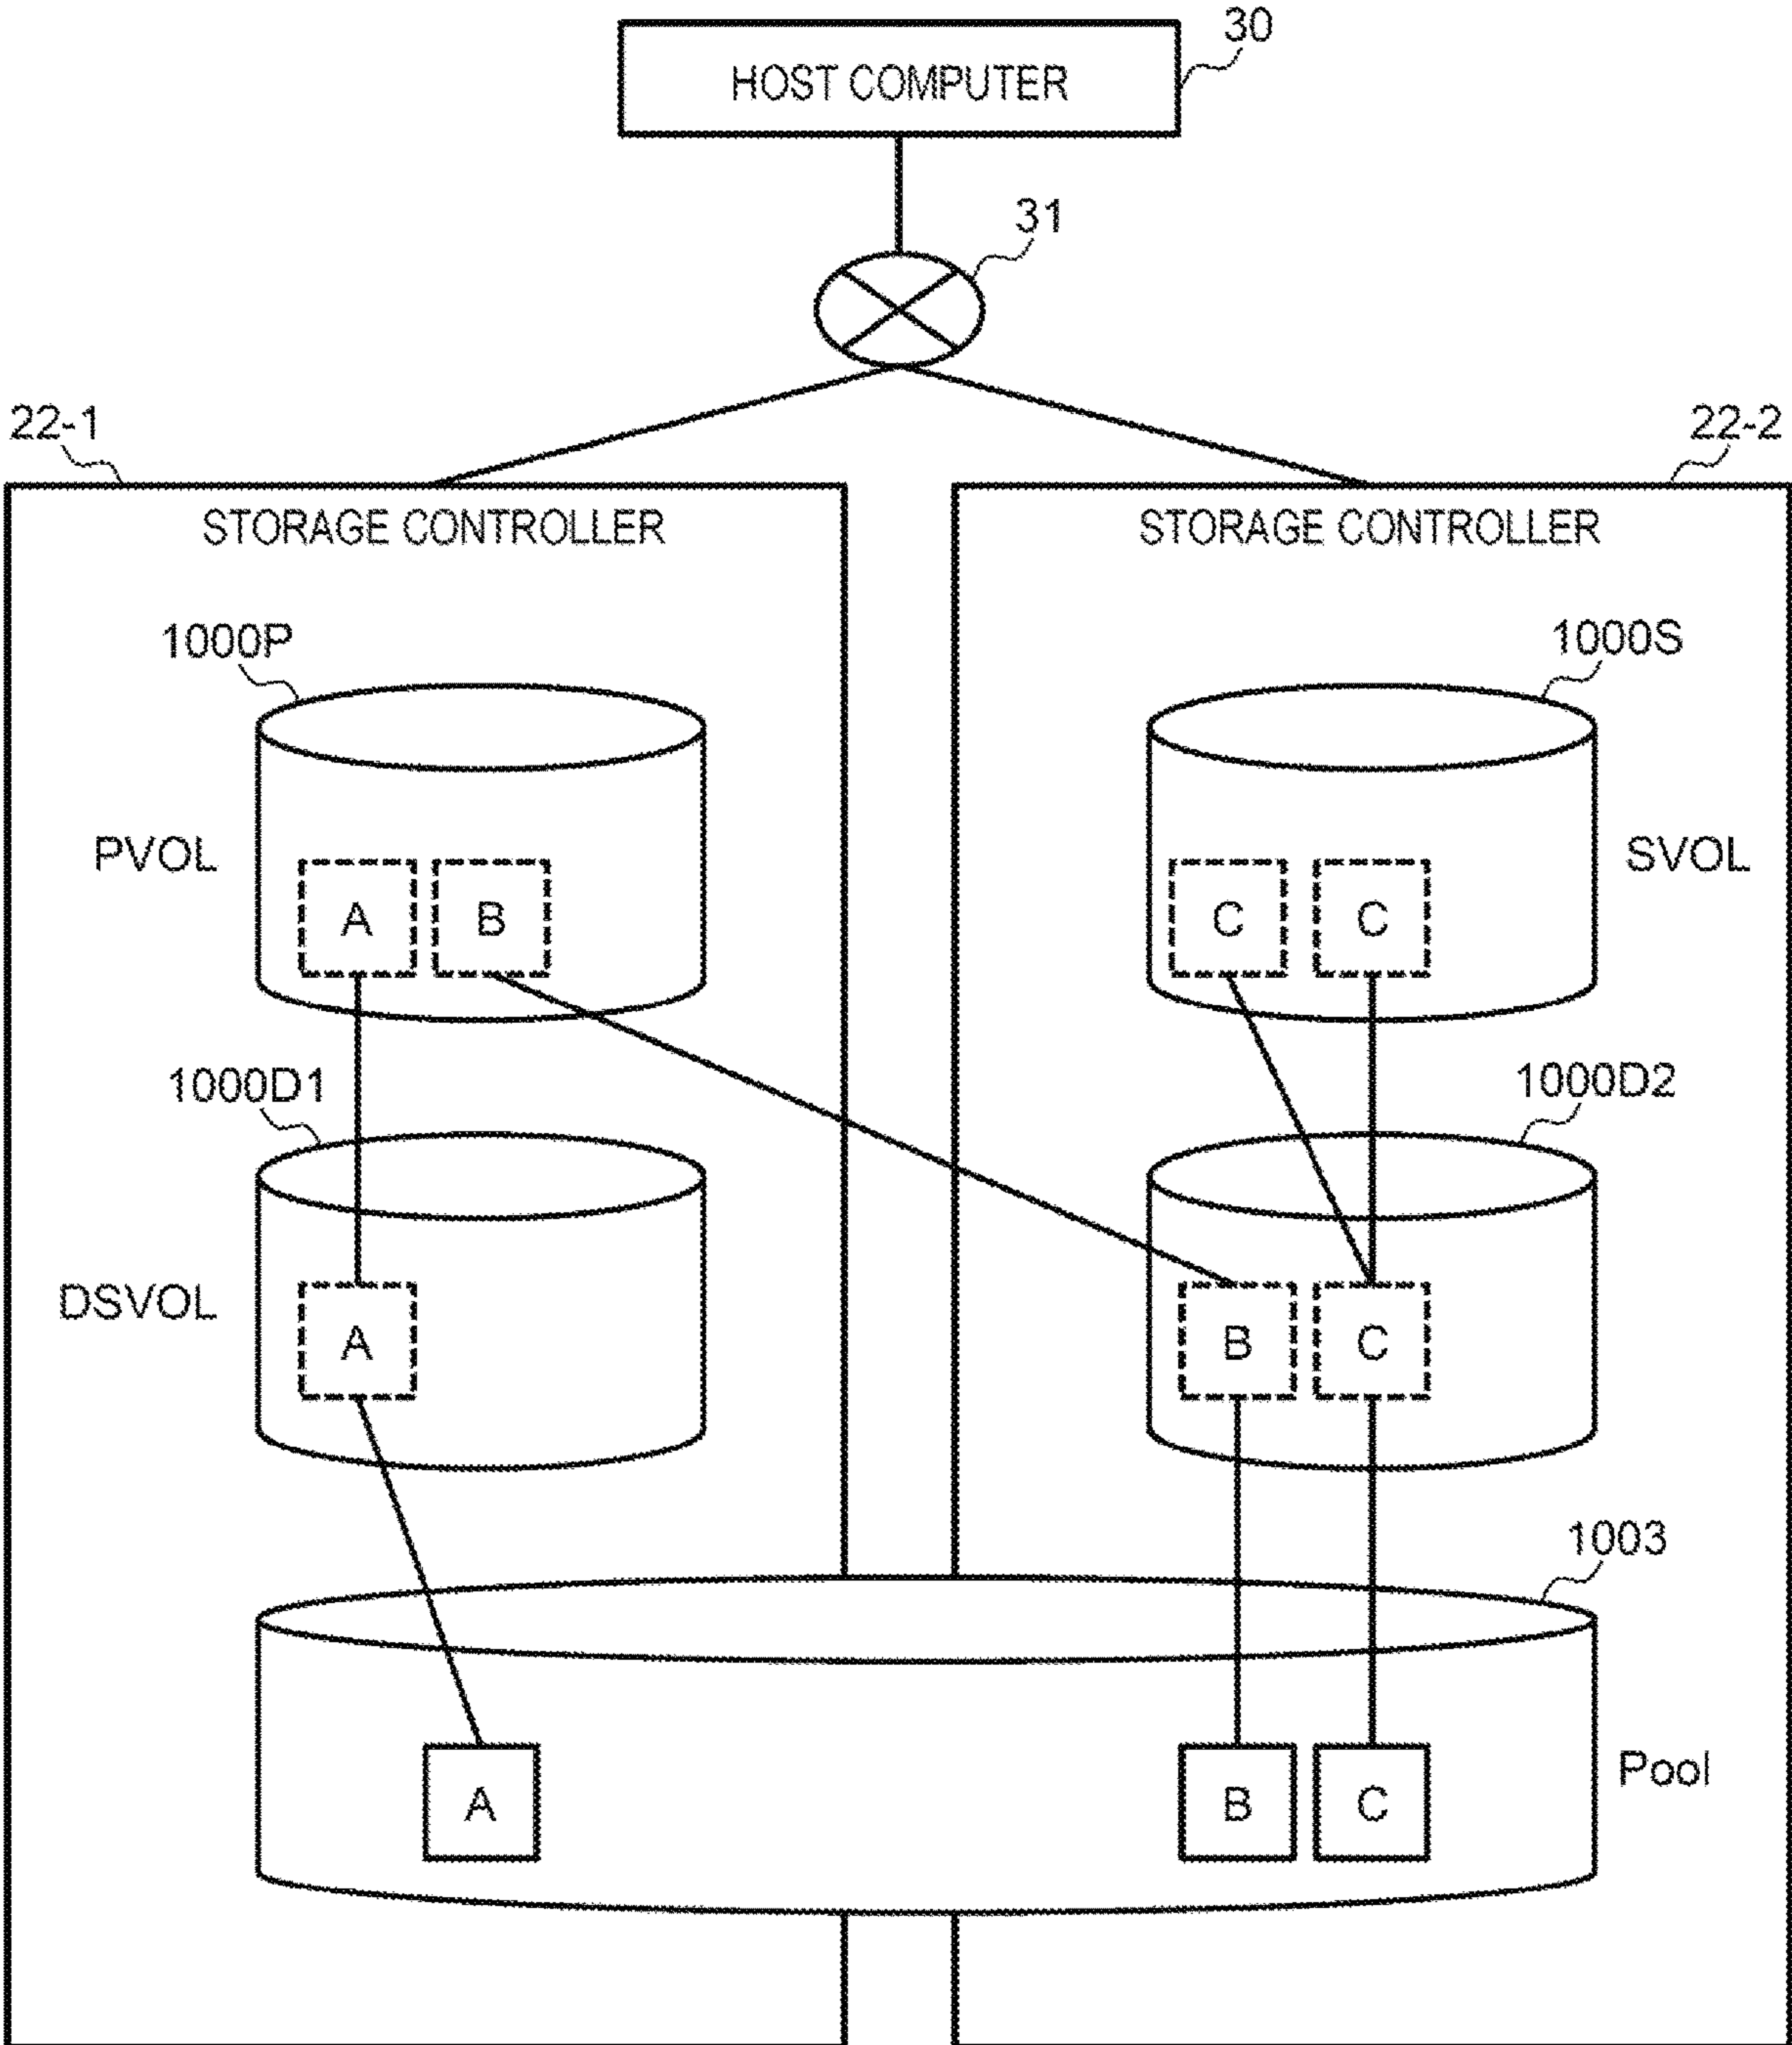 30
HOST COMPUTER
31
22-1
22-2
STORAGE CONTROLLER
STORAGE CONTROLLER
1000P
1000S
PVOL
A
B
C
C
SVOL
1000D1
1000D2
DSVOL
A
B
C
1003
A
B
C
Pool